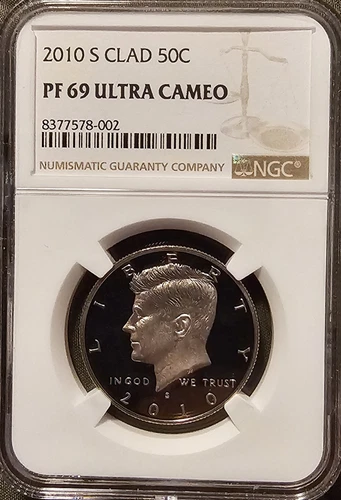 2010 S CLAD 50C
PF 69 ULTRA CAMEO
8377578-002
NUMISMATIC GUARANTY COMPANY
NGC®
LIBERTY
IN GOD WE TRUST
S
2010